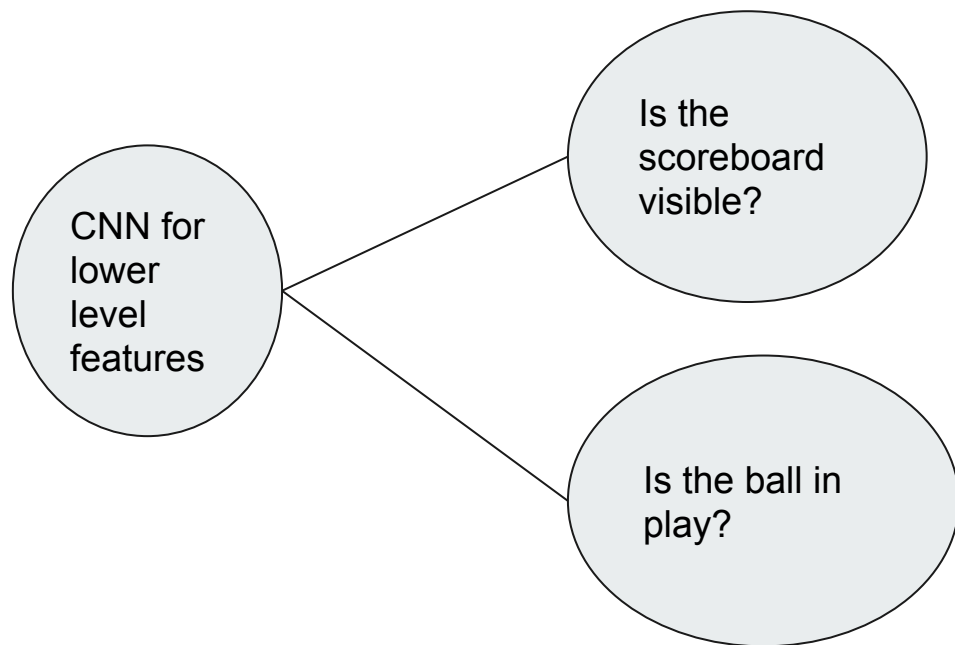 CNN for
lower
level
features
Is the
scoreboard
visible?
Is the ball in
play?